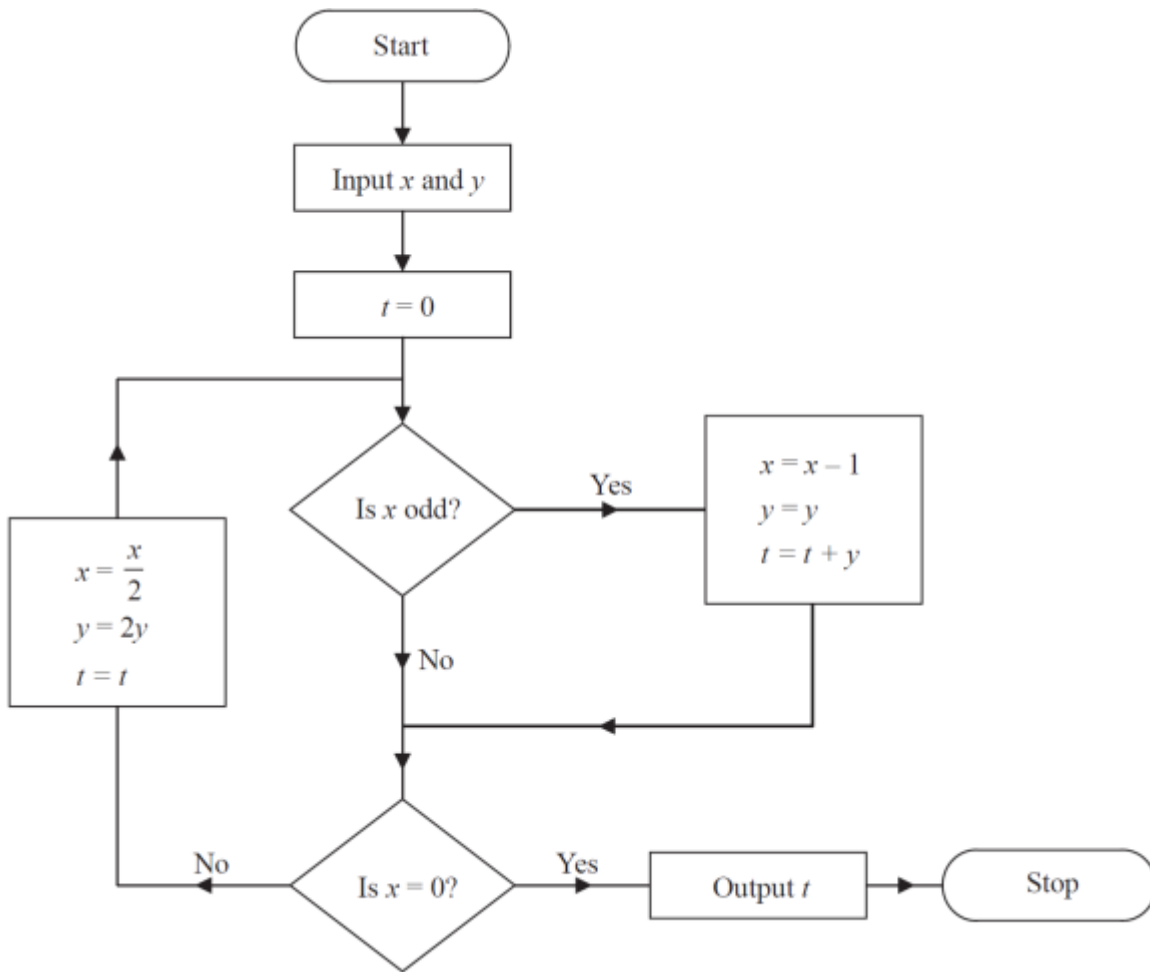 Start
Input x and y
t = 0
Is x odd?
Yes
x = x – 1
y = y
t = t + y
No
x = x/2
y = 2y
t = t
Is x = 0?
No
Yes
Output t
Stop